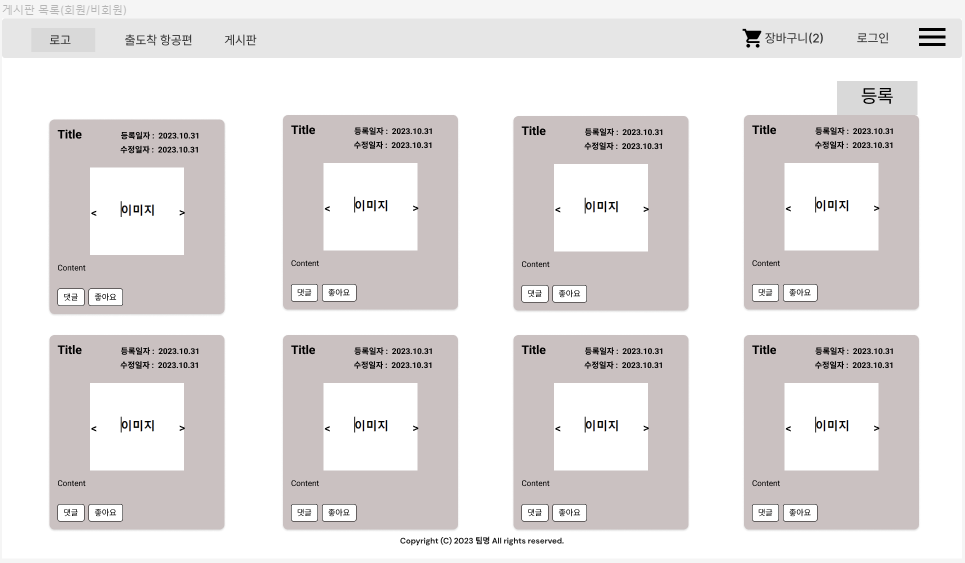 게시판 목록(회원/비회원)
로고 출도착 항공편 게시판 장바구니(2) 로그인
등록
Title 등록일자 : 2023.10.31
수정일자 : 2023.10.31
< 이미지 >
Content
댓글 좋아요
Title 등록일자 : 2023.10.31
수정일자 : 2023.10.31
< 이미지 >
Content
댓글 좋아요
Title 등록일자 : 2023.10.31
수정일자 : 2023.10.31
< 이미지 >
Content
댓글 좋아요
Title 등록일자 : 2023.10.31
수정일자 : 2023.10.31
< 이미지 >
Content
댓글 좋아요
Title 등록일자 : 2023.10.31
수정일자 : 2023.10.31
< 이미지 >
Content
댓글 좋아요
Title 등록일자 : 2023.10.31
수정일자 : 2023.10.31
< 이미지 >
Content
댓글 좋아요
Title 등록일자 : 2023.10.31
수정일자 : 2023.10.31
< 이미지 >
Content
댓글 좋아요
Title 등록일자 : 2023.10.31
수정일자 : 2023.10.31
< 이미지 >
Content
댓글 좋아요
Copyright (C) 2023 팀명 All rights reserved.